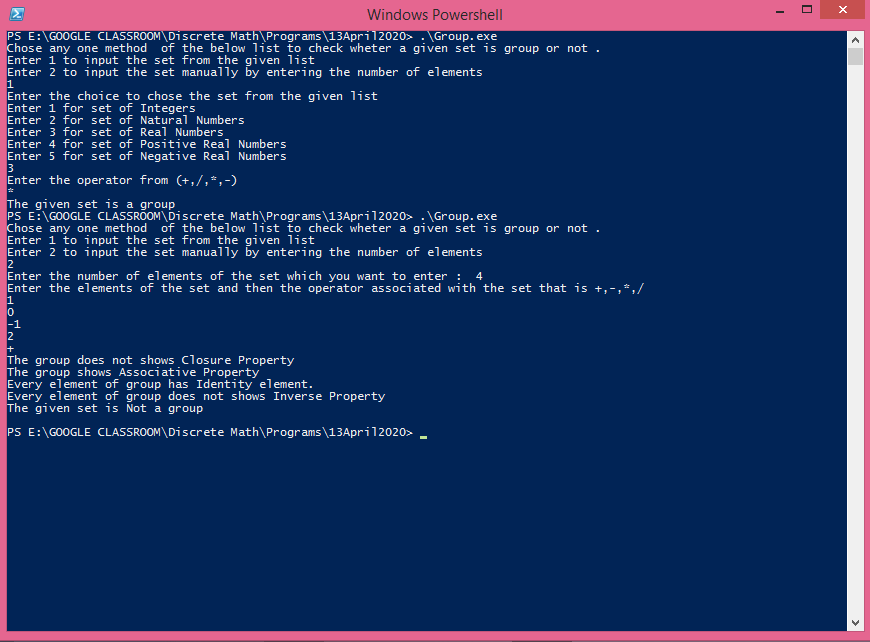 Windows Powershell
PS E:\GOOGLE CLASSROOM\Discrete Math\Programs\13April2020> .\Group.exe
Chose any one method  of the below list to check wheter a given set is group or not .
Enter 1 to input the set from the given list
Enter 2 to input the set manually by entering the number of elements
1
Enter the choice to chose the set from the given list
Enter 1 for set of Integers
Enter 2 for set of Natural Numbers
Enter 3 for set of Real Numbers
Enter 4 for set of Positive Real Numbers
Enter 5 for set of Negative Real Numbers
3
Enter the operator from (+,/,*,-)
*
The given set is a group
PS E:\GOOGLE CLASSROOM\Discrete Math\Programs\13April2020> .\Group.exe
Chose any one method  of the below list to check wheter a given set is group or not .
Enter 1 to input the set from the given list
Enter 2 to input the set manually by entering the number of elements
2
Enter the number of elements of the set which you want to enter :  4
Enter the elements of the set and then the operator associated with the set that is +,-,*,/
1
0
-1
2
+
The group does not shows Closure Property
The group shows Associative Property
Every element of group has Identity element.
Every element of group does not shows Inverse Property
The given set is Not a group
PS E:\GOOGLE CLASSROOM\Discrete Math\Programs\13April2020>